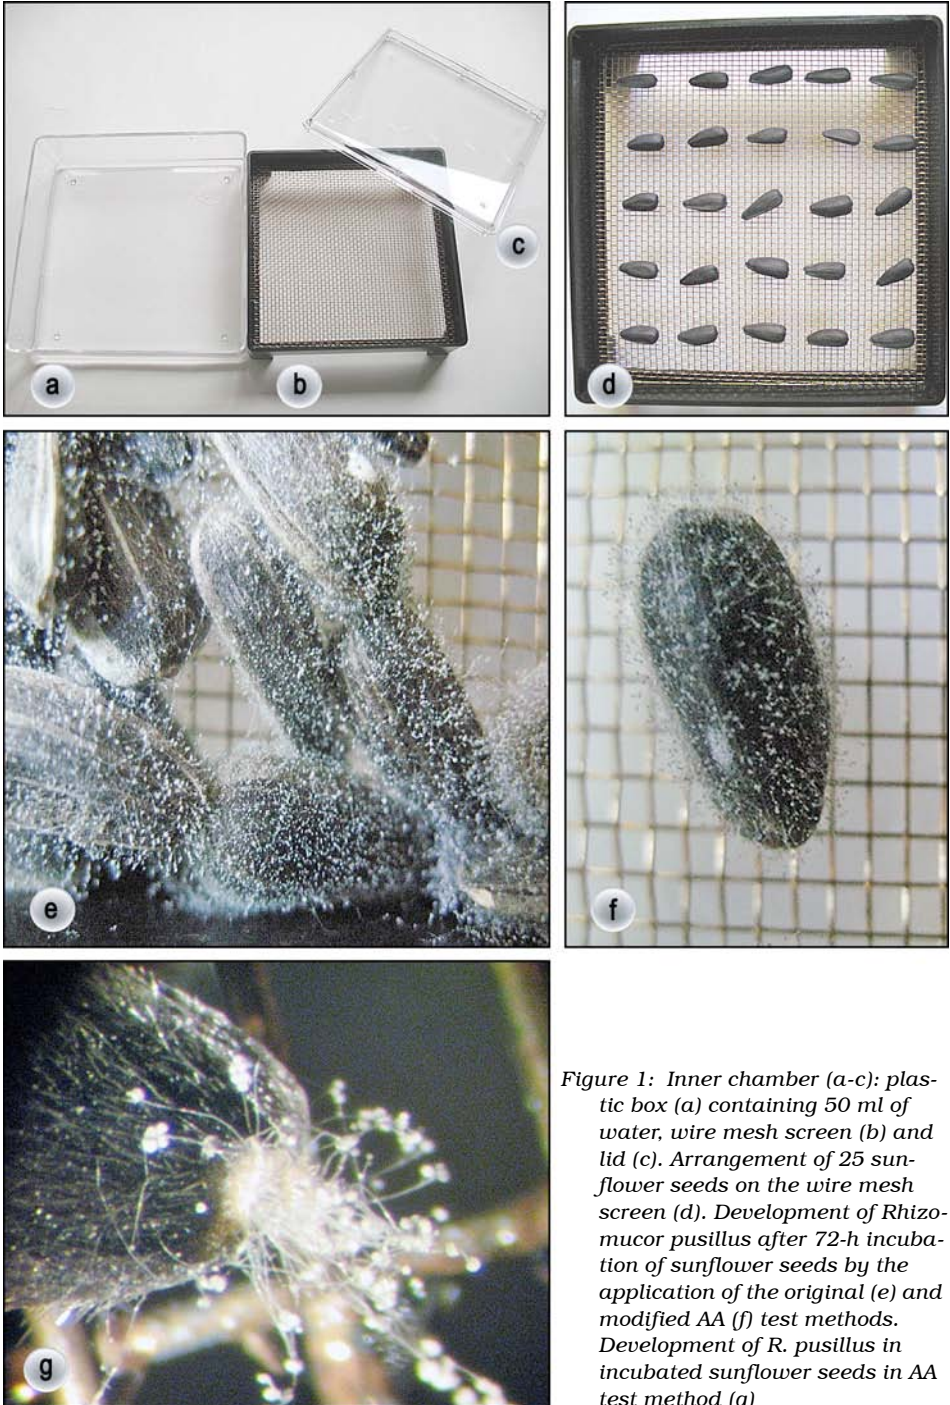 c
a
b
d
e
f
g
Figure 1: Inner chamber (a-c): plas-
tic box (a) containing 50 ml of
water, wire mesh screen (b) and
lid (c). Arrangement of 25 sun-
flower seeds on the wire mesh
screen (d). Development of Rhizo-
mucor pusillus after 72-h incuba-
tion of sunflower seeds by the
application of the original (e) and
modified AA (f) test methods.
Development of R. pusillus in
incubated sunflower seeds in AA
test method (g)